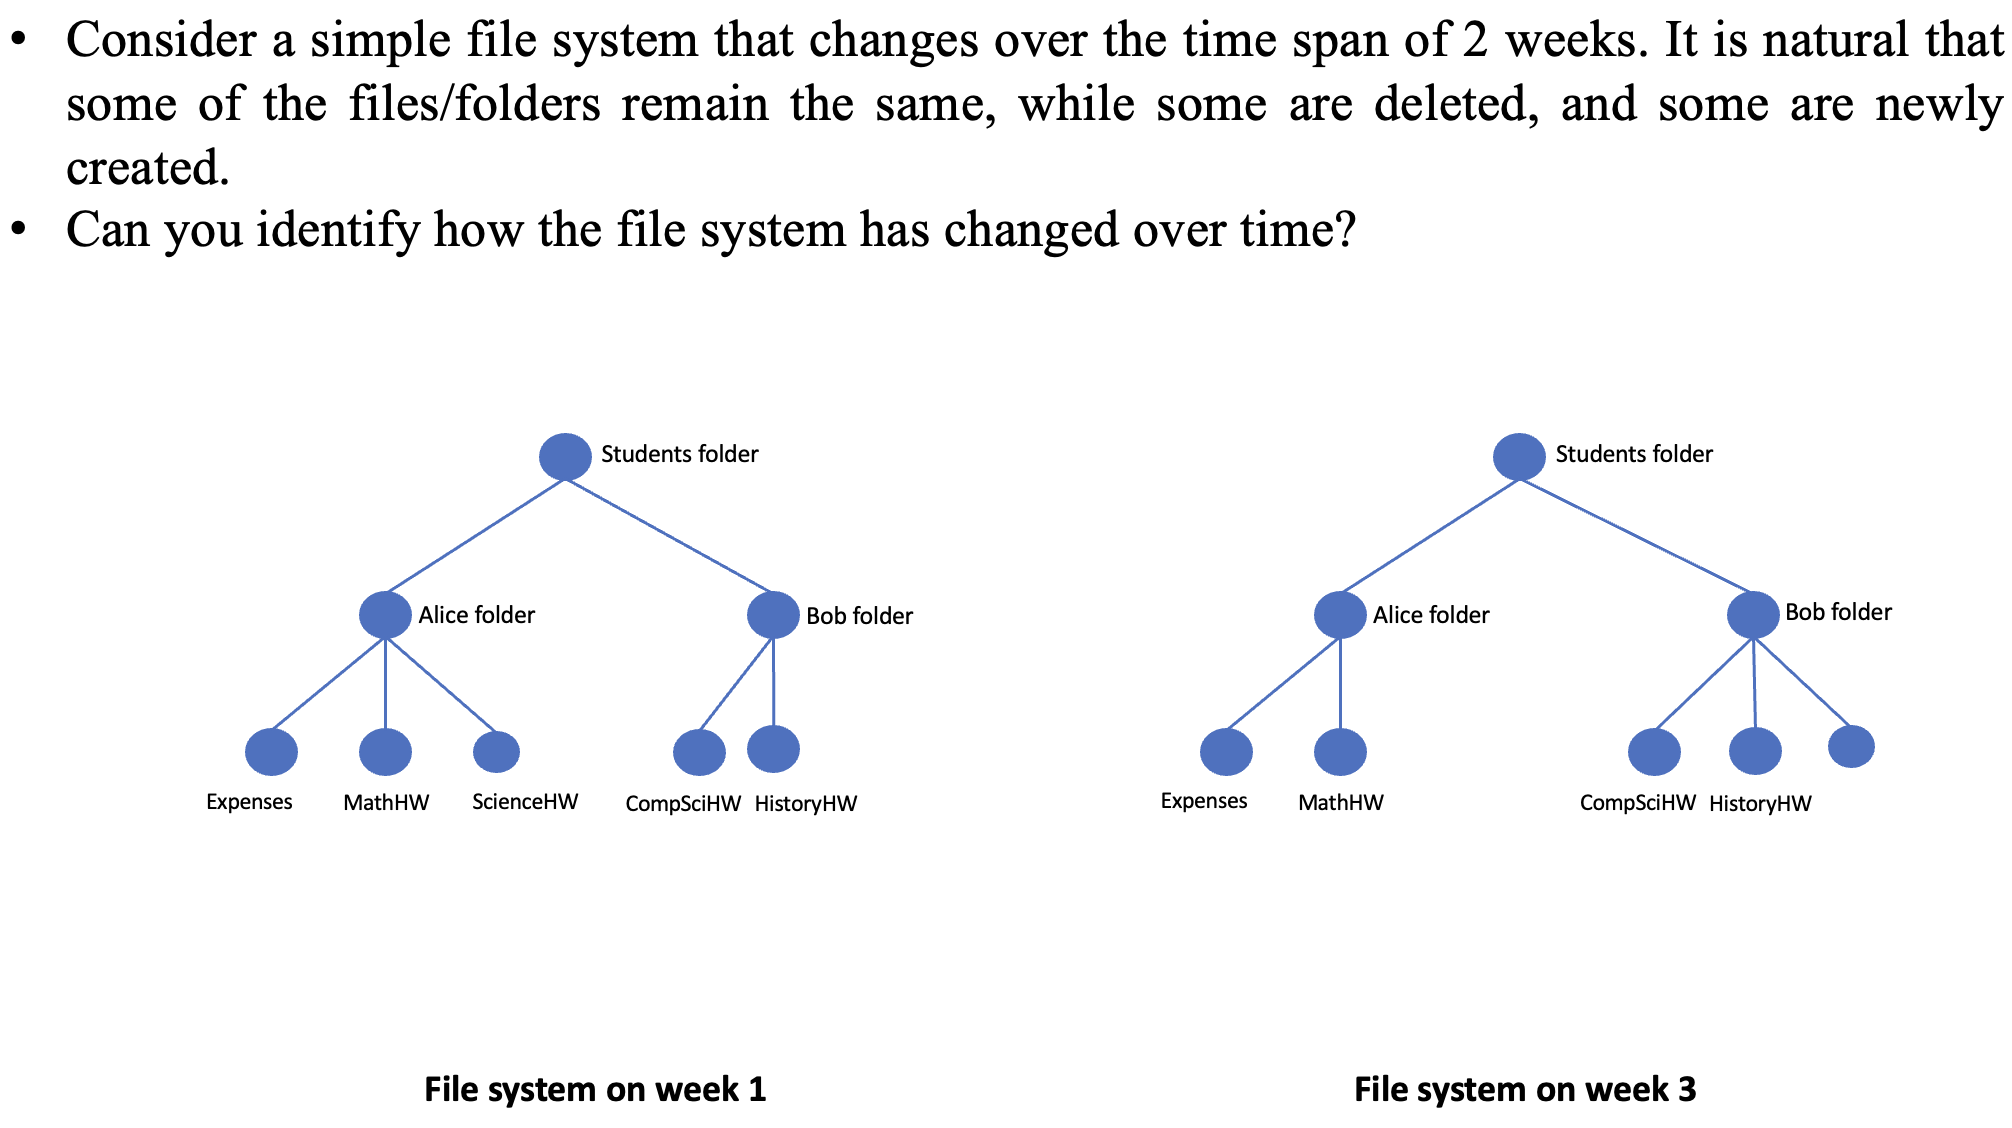 • Consider a simple file system that changes over the time span of 2 weeks. It is natural that
some of the files/folders remain the same, while some are deleted, and some are newly
created.
• Can you identify how the file system has changed over time?
Students folder
Alice folder
Bob folder
Expenses
MathHW
ScienceHW
CompSciHW
HistoryHW
File system on week 1
Students folder
Alice folder
Bob folder
Expenses
MathHW
CompSciHW
HistoryHW
File system on week 3